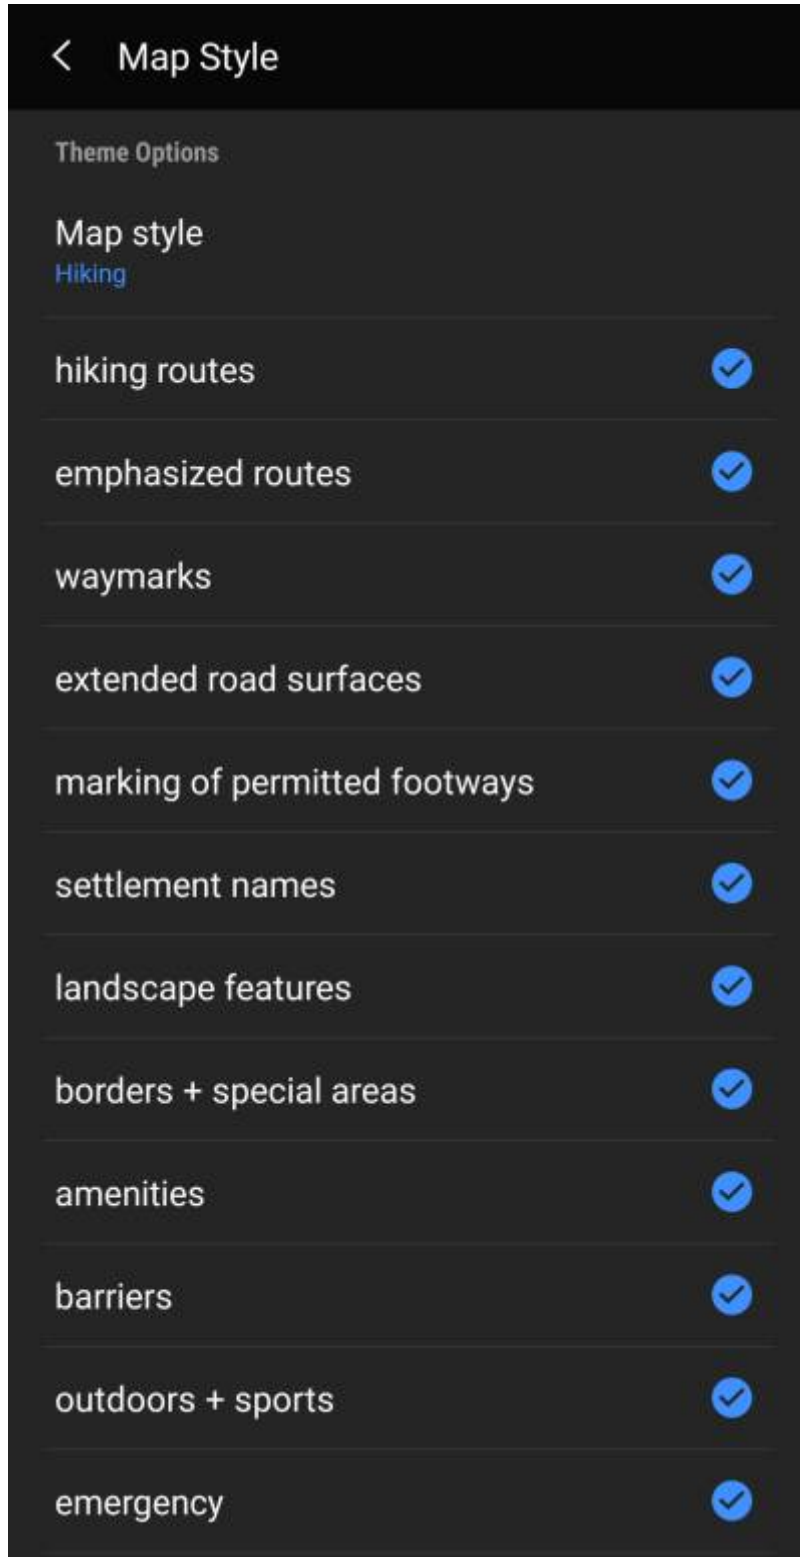 Map Style
Theme Options
Map style
Hiking
hiking routes
emphasized routes
waymarks
extended road surfaces
marking of permitted footways
settlement names
landscape features
borders + special areas
amenities
barriers
outdoors + sports
emergency